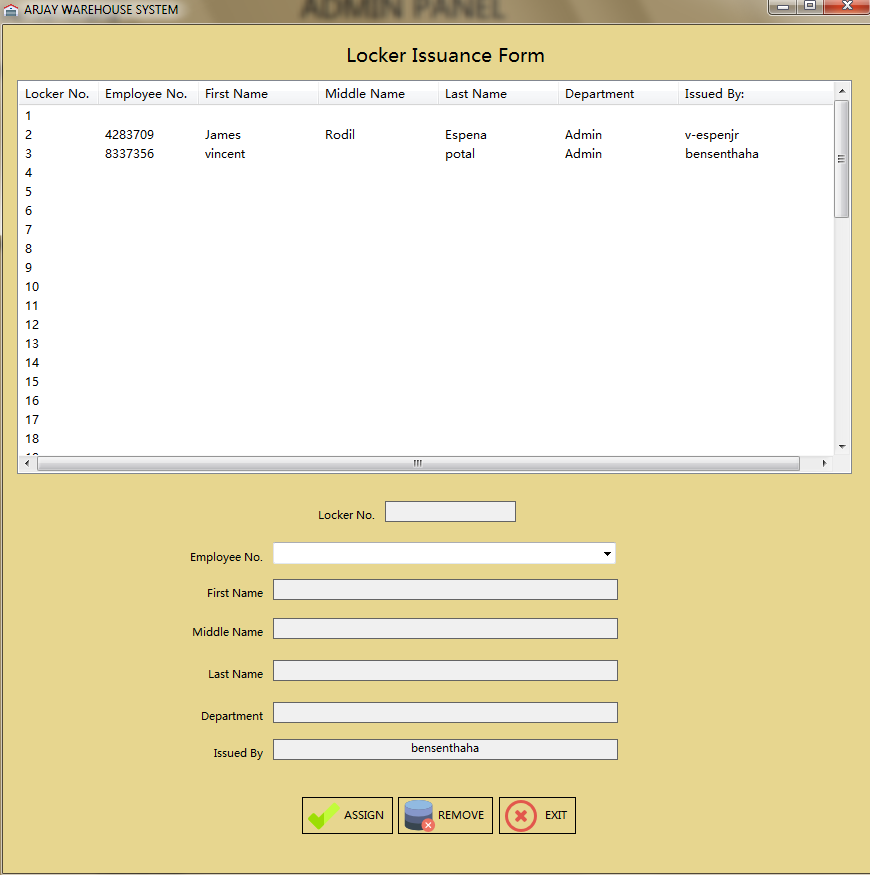 ARJAY WAREHOUSE SYSTEM
ADMIN PANEL
Locker Issuance Form
Locker No. Employee No. First Name Middle Name Last Name Department Issued By:
1
2 4283709 James Rodil Espena Admin v-espenjr
3 8337356 vincent potal Admin bensenthaha
4
5
6
7
8
9
10
11
12
13
14
15
16
17
18
Locker No.
Employee No.
First Name
Middle Name
Last Name
Department
Issued By bensenthaha
ASSIGN REMOVE EXIT